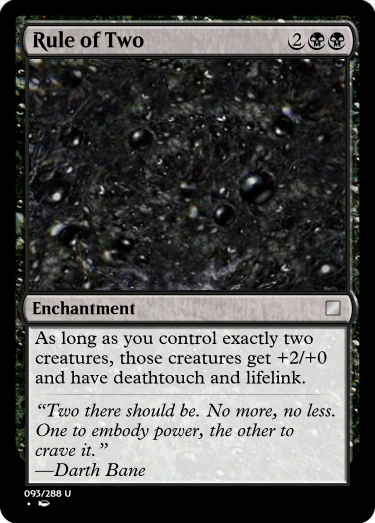 Rule of Two 2
Enchantment
As long as you control exactly two
creatures, those creatures get +2/+0
and have deathtouch and lifelink.
“Two there should be. No more, no less.
One to embody power, the other to
crave it.”
—Darth Bane
093/288 U